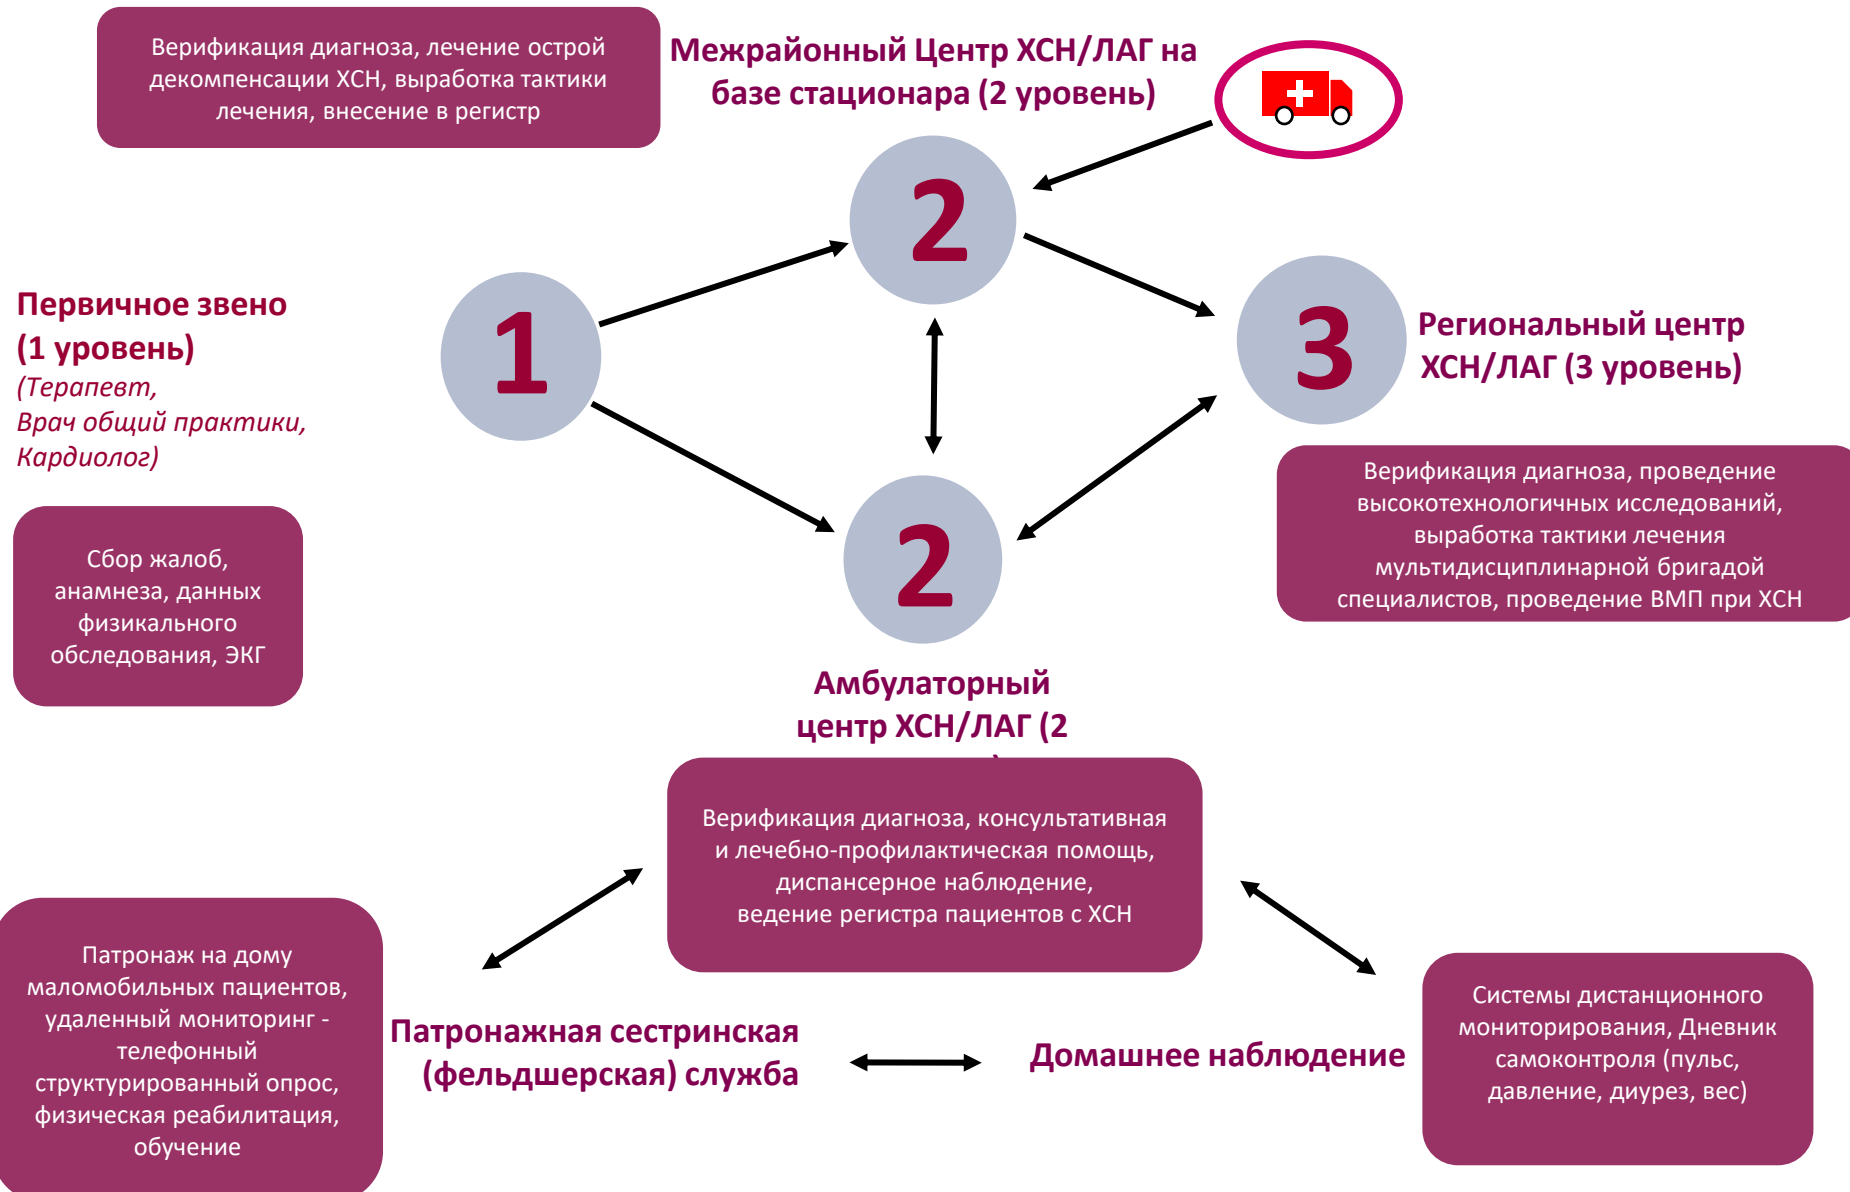 Верификация диагноза, лечение острой
декомпенсации ХСН, выработка тактики
лечения, внесение в регистр
Межрайонный Центр ХСН/ЛАГ на
базе стационара (2 уровень)
2
1
3
2
Первичное звено
(1 уровень)
(Терапевт,
Врач общий практики,
Кардиолог)
Региональный центр
ХСН/ЛАГ (3 уровень)
Сбор жалоб,
анамнеза, данных
физикального
обследования, ЭКГ
Верификация диагноза, проведение
высокотехнологичных исследований,
выработка тактики лечения
мультидисциплинарной бригадой
специалистов, проведение ВМП при ХСН
Амбулаторный
центр ХСН/ЛАГ (2
Верификация диагноза, консультативная
и лечебно-профилактическая помощь,
диспансерное наблюдение,
ведение регистра пациентов с ХСН
Патронаж на дому
маломобильных пациентов,
удаленный мониторинг -
телефонный
структурированный опрос,
физическая реабилитация,
обучение
Патронажная сестринская
(фельдшерская) служба
Домашнее наблюдение
Системы дистанционного
мониторирования, Дневник
самоконтроля (пульс,
давление, диурез, вес)